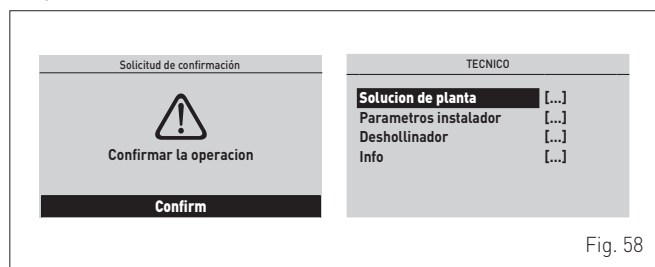 Solicitud de confirmación
Confirmar la operacion
Confirm
TECNICO
Solucion de planta [...]
Parametros instalador [...]
Deshollinador [...]
Info [...]
Fig. 58